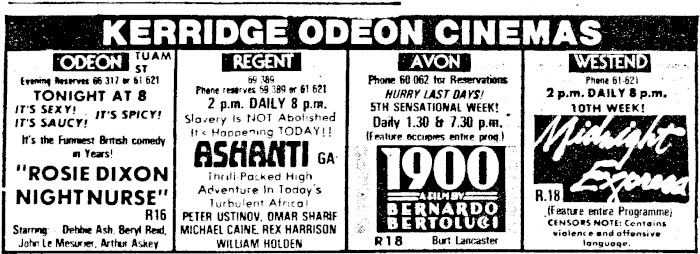 KERRIDGE ODEON CINEMAS
ODEON TUAM ST
Evening Reserves 66 317 or 61 621
TONIGHT AT 8
IT'S SEXY! IT'S SPICY!
IT'S SAUCY!
It's the Funniest British comedy
in Years!
"ROSIE DIXON
NIGHT NURSE"
R16
Starring: Debbie Ash, Beryl Reid,
John Le Mesurier, Arthur Askey
REGENT
69 389
Phone reserves 69 389 or 61 621
2 p.m. DAILY 8 p.m.
Slavery Is NOT Abolished
It's Happening TODAY!!
ASHANTI GA
Thrill-Packed High
Adventure In Today's
Turbulent Africa!
PETER USTINOV, OMAR SHARIF
MICHAEL CAINE, REX HARRISON
WILLIAM HOLDEN
AVON
Phone 60 062 for Reservations
HURRY LAST DAYS!
5TH SENSATIONAL WEEK!
Daily 1.30 & 7.30 p.m.
(Feature occupies entire prog.)
1900
A FILM BY
BERNARDO
BERTOLUCCI
R18 Burt Lancaster
WESTEND
Phone 61-621
2 p.m. DAILY 8 p.m.
10TH WEEK!
Midnight
Express
R.18
(Feature entire Programme)
CENSORS NOTE: Contains
violence and offensive
language.